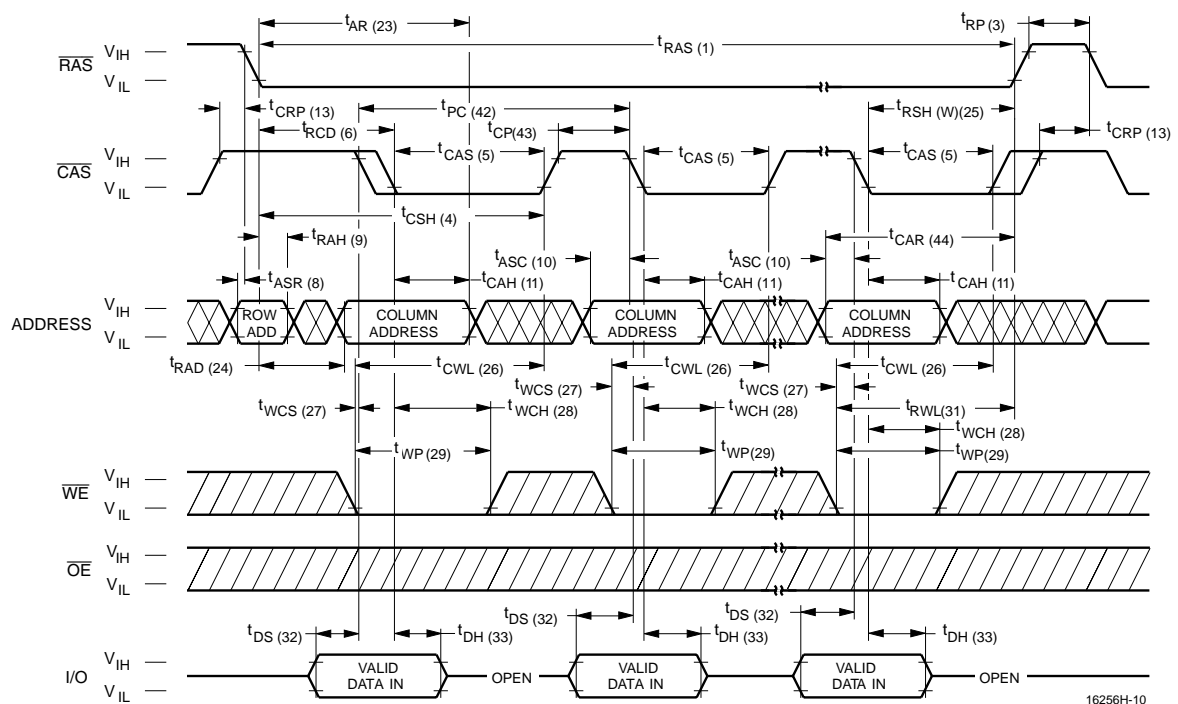 tAR (23)
tRP (3)
tRAS (1)
RAS
VIH
VIL
tCRP (13)
tPC (42)
tRSH (W)(25)
tRCD (6)
tCP(43)
tCRP (13)
CAS
VIH
VIL
tCAS (5)
tCAS (5)
tCAS (5)
tCSH (4)
tRAH (9)
tCAR (44)
tASC (10)
tASC (10)
tASR (8)
tCAH (11)
tCAH (11)
tCAH (11)
ADDRESS
VIH
VIL
ROW
ADD
COLUMN
ADDRESS
COLUMN
ADDRESS
COLUMN
ADDRESS
tRAD (24)
tCWL (26)
tCWL (26)
tCWL (26)
tWCS (27)
tWCS (27)
tWCS (27)
tWCH (28)
tWCH (28)
tRWL(31)
tWCH (28)
tWP (29)
tWP(29)
tWP(29)
WE
VIH
VIL
OE
VIH
VIL
tDS (32)
tDH (33)
tDS (32)
tDH (33)
tDS (32)
tDH (33)
I/O
VIH
VIL
VALID
DATA IN
OPEN
VALID
DATA IN
VALID
DATA IN
OPEN
16256H-10